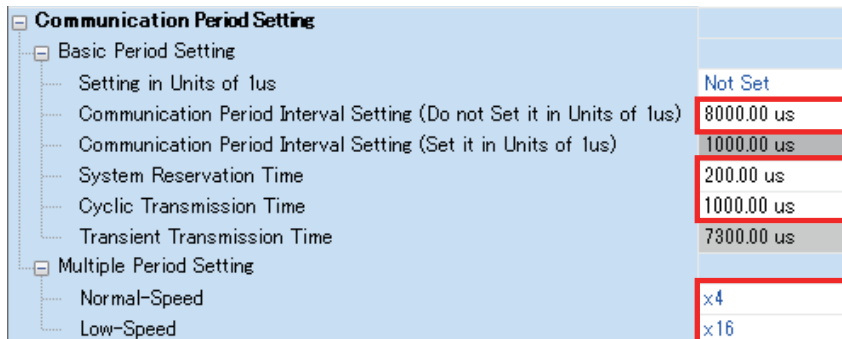 Communication Period Setting
Basic Period Setting
Setting in Units of 1us Not Set
Communication Period Interval Setting (Do not Set it in Units of 1us) 8000.00 us
Communication Period Interval Setting (Set it in Units of 1us) 1000.00 us
System Reservation Time 200.00 us
Cyclic Transmission Time 1000.00 us
Transient Transmission Time 7300.00 us
Multiple Period Setting
Normal-Speed x4
Low-Speed x16